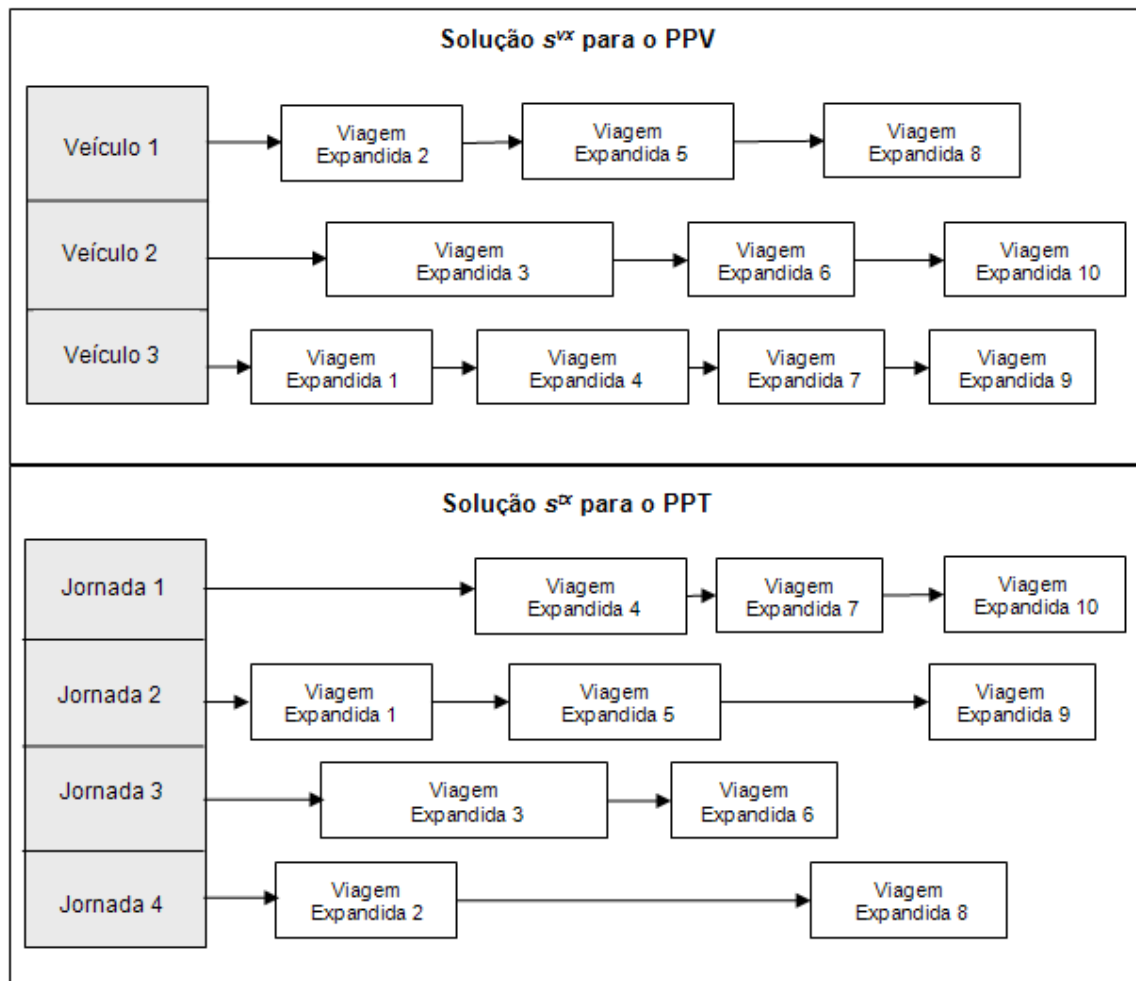 Solução s^vx para o PPV
Veículo 1
Viagem
Expandida 2
Viagem
Expandida 5
Viagem
Expandida 8
Veículo 2
Viagem
Expandida 3
Viagem
Expandida 6
Viagem
Expandida 10
Veículo 3
Viagem
Expandida 1
Viagem
Expandida 4
Viagem
Expandida 7
Viagem
Expandida 9
Solução s^tx para o PPT
Jornada 1
Viagem
Expandida 4
Viagem
Expandida 7
Viagem
Expandida 10
Jornada 2
Viagem
Expandida 1
Viagem
Expandida 5
Viagem
Expandida 9
Jornada 3
Viagem
Expandida 3
Viagem
Expandida 6
Jornada 4
Viagem
Expandida 2
Viagem
Expandida 8